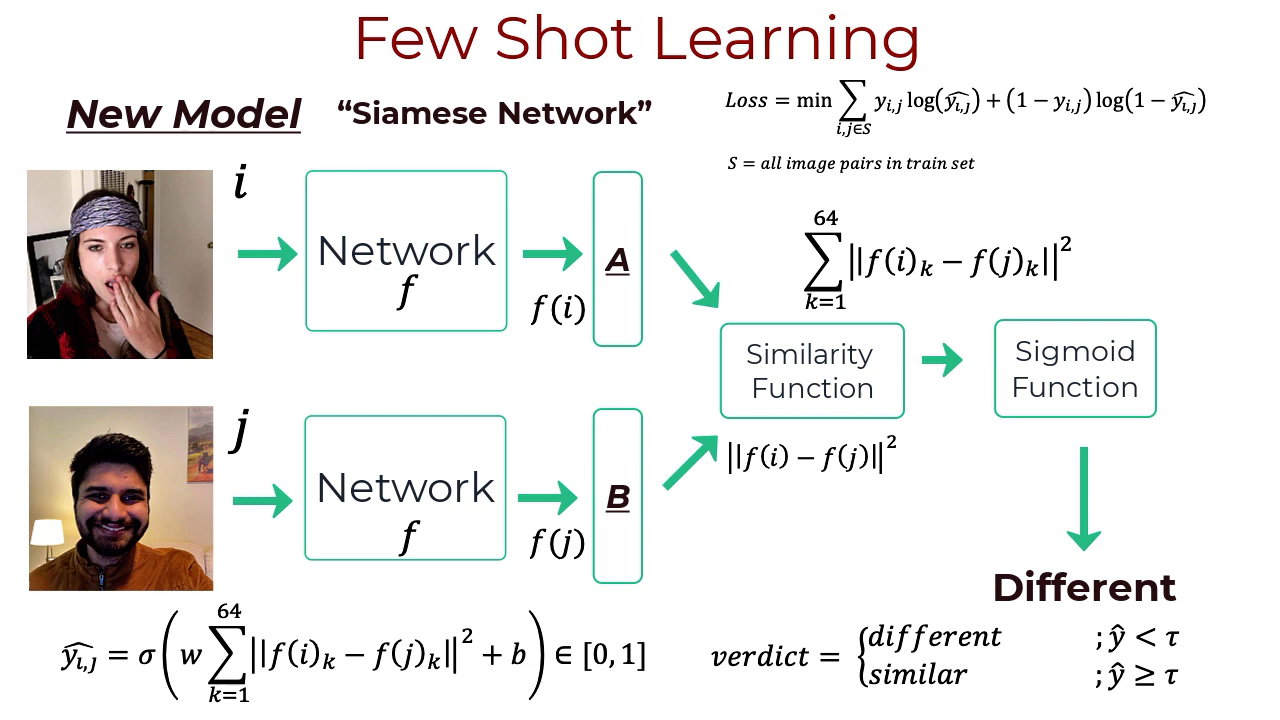 Few Shot Learning
New Model
“Siamese Network”
Loss = min ∑_{i,j∈S} y_{i,j} log(ŷ_{i,j}) + (1 − y_{i,j}) log(1 − ŷ_{i,j})
S = all image pairs in train set
i
Network
f
f(i)
A
∑_{k=1}^{64} ||f(i)_k − f(j)_k||²
Similarity
Function
Sigmoid
Function
||f(i) − f(j)||²
j
Network
f
f(j)
B
Different
ŷ_{i,j} = σ(w ∑_{k=1}^{64} ||f(i)_k − f(j)_k||² + b) ∈ [0, 1]
verdict = {different ; ŷ < τ
similar ; ŷ ≥ τ